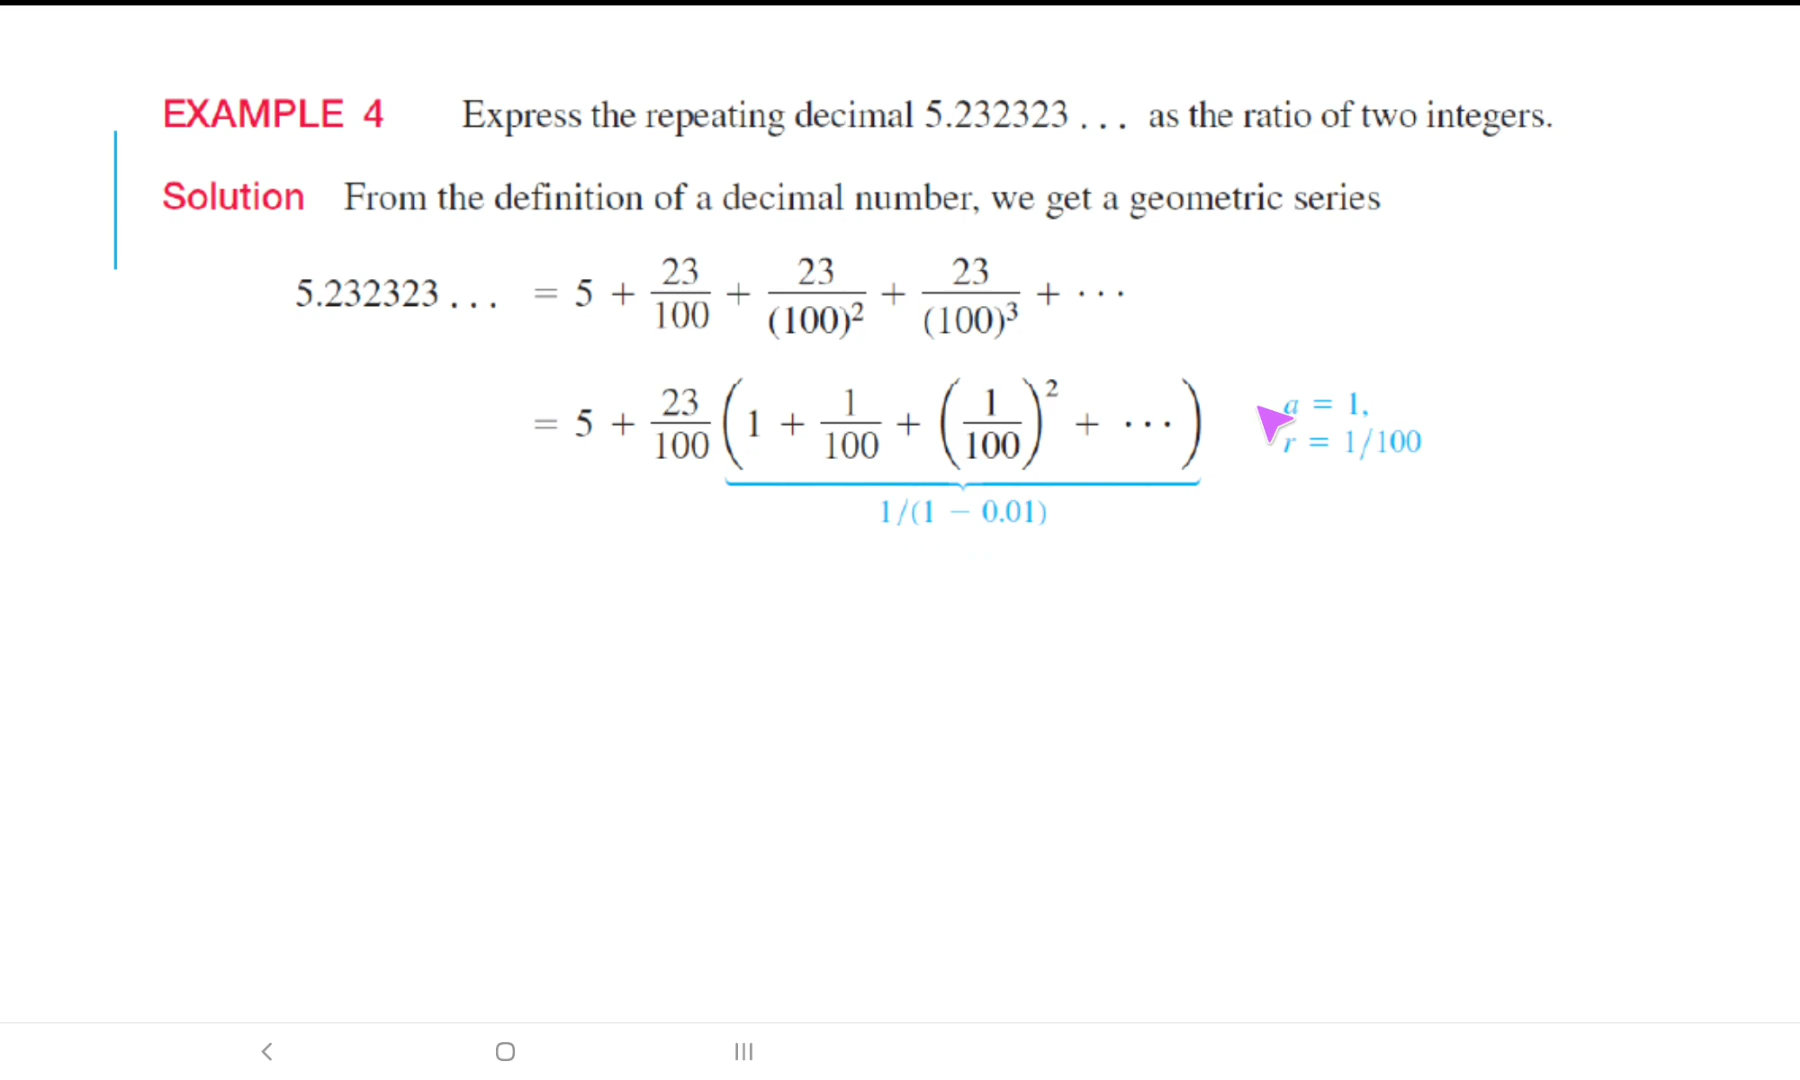 EXAMPLE 4 Express the repeating decimal 5.232323 . . . as the ratio of two integers.
Solution From the definition of a decimal number, we get a geometric series
5.232323 . . . = 5 + 23/100 + 23/(100)² + 23/(100)³ + · · ·
= 5 + 23/100 (1 + 1/100 + (1/100)² + · · ·) a = 1,
r = 1/100
1/(1 − 0.01)